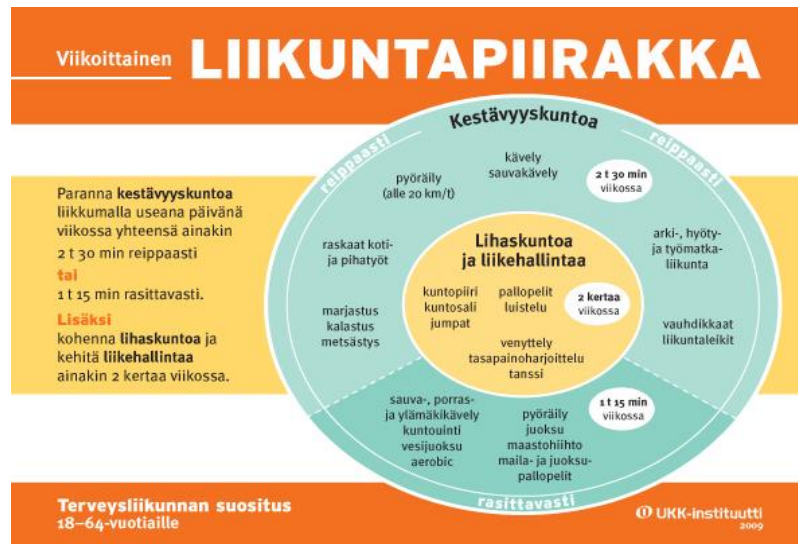 Viikoittainen LIIKUNTAPIIRAKKA
Paranna kestävyyskuntoa
liikkumalla useana päivänä
viikossa yhteensä ainakin
2 t 30 min reippaasti
tai
1 t 15 min rasittavasti.
Lisäksi
kohenna lihaskuntoa ja
kehitä liikehallintaa
ainakin 2 kertaa viikossa.
Kestävyyskuntoa
reippaasti
reippaasti
kävely
sauvakävely
2 t 30 min
viikossa
pyöräily
(alle 20 km/t)
raskaat koti-
ja pihatyöt
marjastus
kalastus
metsästys
arki-, hyöty-
ja työmatka-
liikunta
vauhdikkaat
liikuntaleikit
Lihaskuntoa
ja liikehallintaa
kuntopiiri
kuntosali
jumpat
pallopelit
luistelu
2 kertaa
viikossa
venyttely
tasapainoharjoittelu
tanssi
sauva-, porras-
ja ylämäkikävely
kuntouinti
vesijuoksu
aerobic
pyöräily
juoksu
maastohiihto
maila- ja juoksu-
pallopelit
1 t 15 min
viikossa
rasittavasti
Terveysliikunnan suositus
18–64-vuotiaille
UKK-instituutti
2009